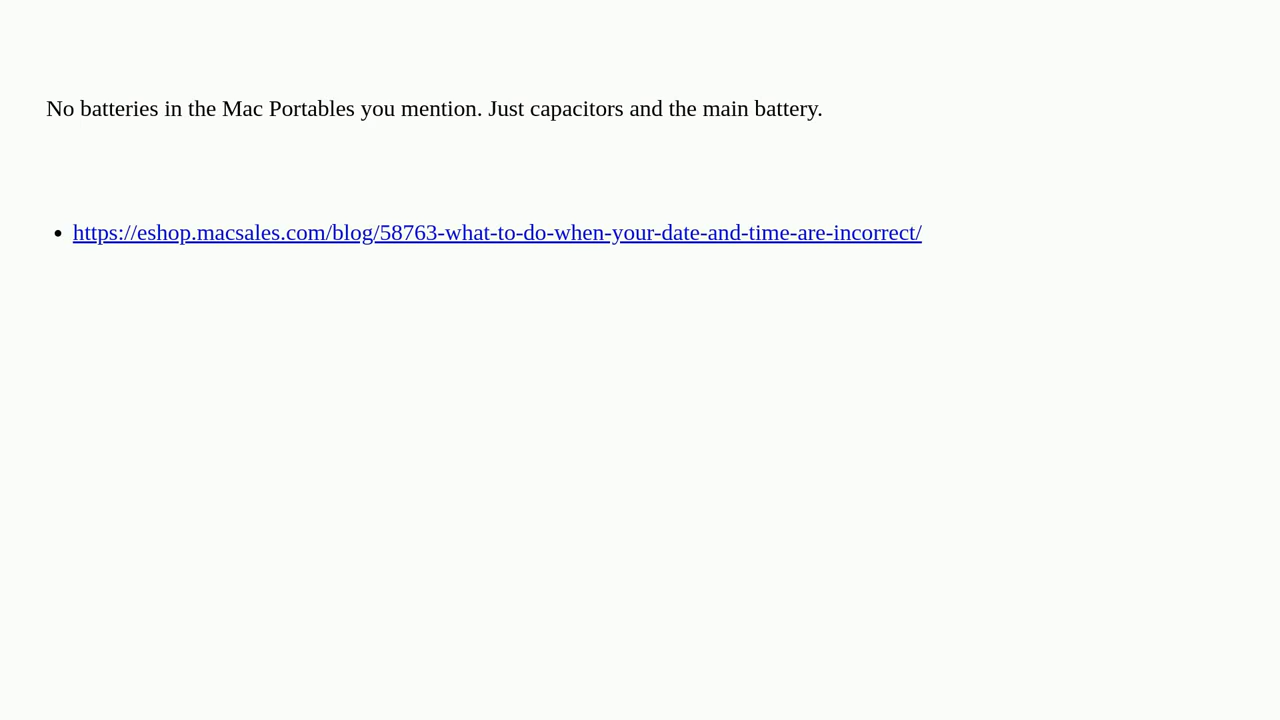 No batteries in the Mac Portables you mention. Just capacitors and the main battery.
• https://eshop.macsales.com/blog/58763-what-to-do-when-your-date-and-time-are-incorrect/